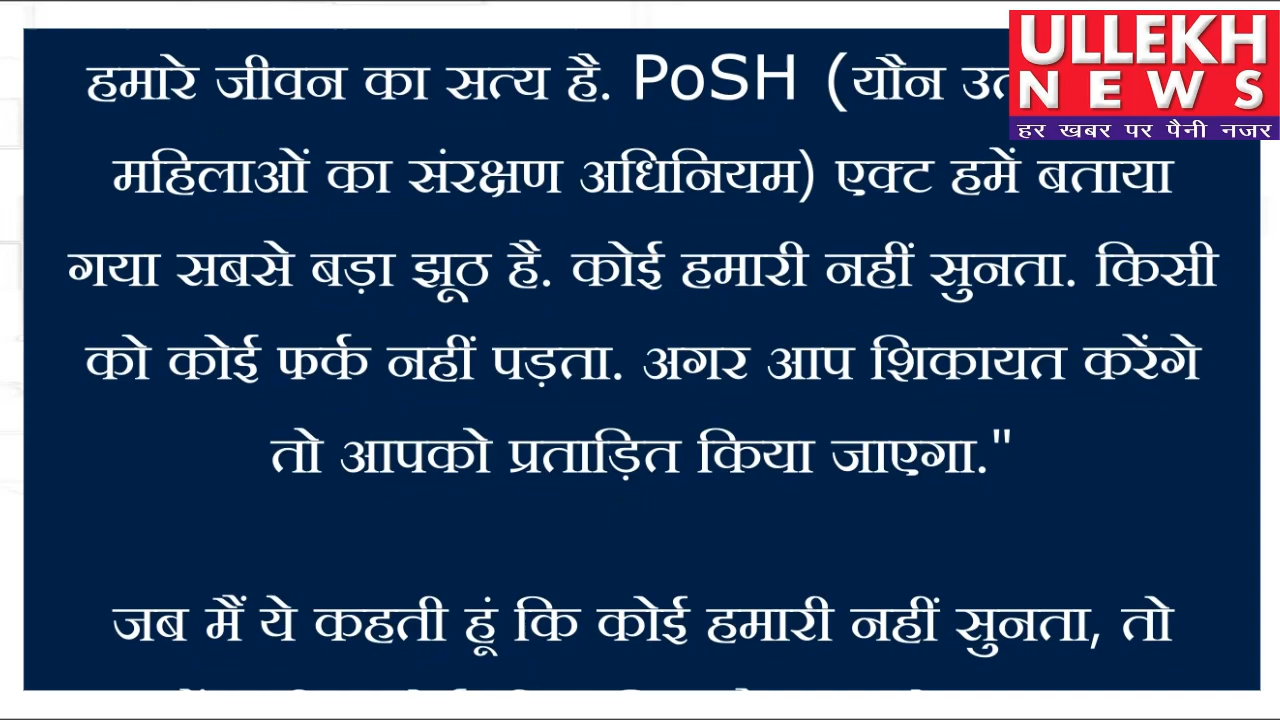 ULLEKH
NEWS
हर खबर पर पैनी नजर
हमारे जीवन का सत्य है. PoSH (यौन
महिलाओं का संरक्षण अधिनियम) एक्ट हमें बताया
गया सबसे बड़ा झूठ है. कोई हमारी नहीं सुनता. किसी
को कोई फर्क नहीं पड़ता. अगर आप शिकायत करेंगे
तो आपको प्रताड़ित किया जाएगा."
जब मैं ये कहती हूं कि कोई हमारी नहीं सुनता, तो